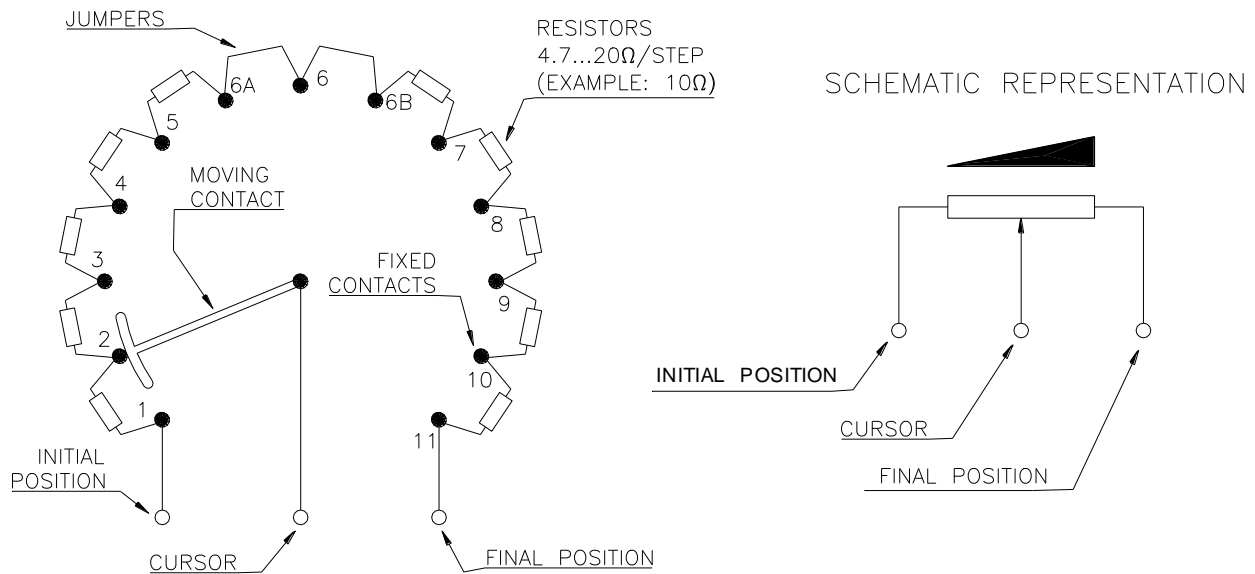 JUMPERS
RESISTORS
4.7...20Ω/STEP
(EXAMPLE: 10Ω)
SCHEMATIC REPRESENTATION
6A
6
6B
5
7
4
8
MOVING
CONTACT
3
FIXED
CONTACTS
9
2
10
1
11
INITIAL
POSITION
CURSOR
FINAL POSITION
INITIAL POSITION
CURSOR
FINAL POSITION